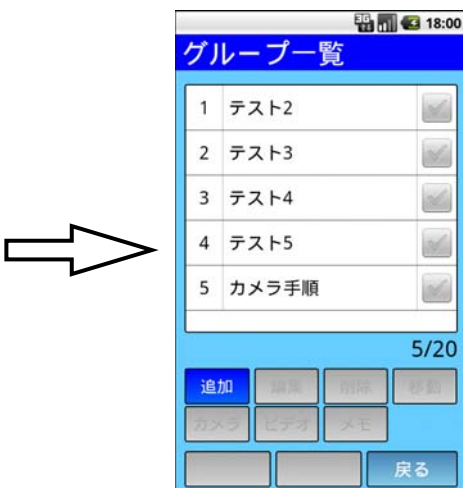 3G 18:00
グループ一覧
1 テスト2
2 テスト3
3 テスト4
4 テスト5
5 カメラ手順
5/20
追加 編集 削除 移動
カメラ ビデオ メモ
戻る